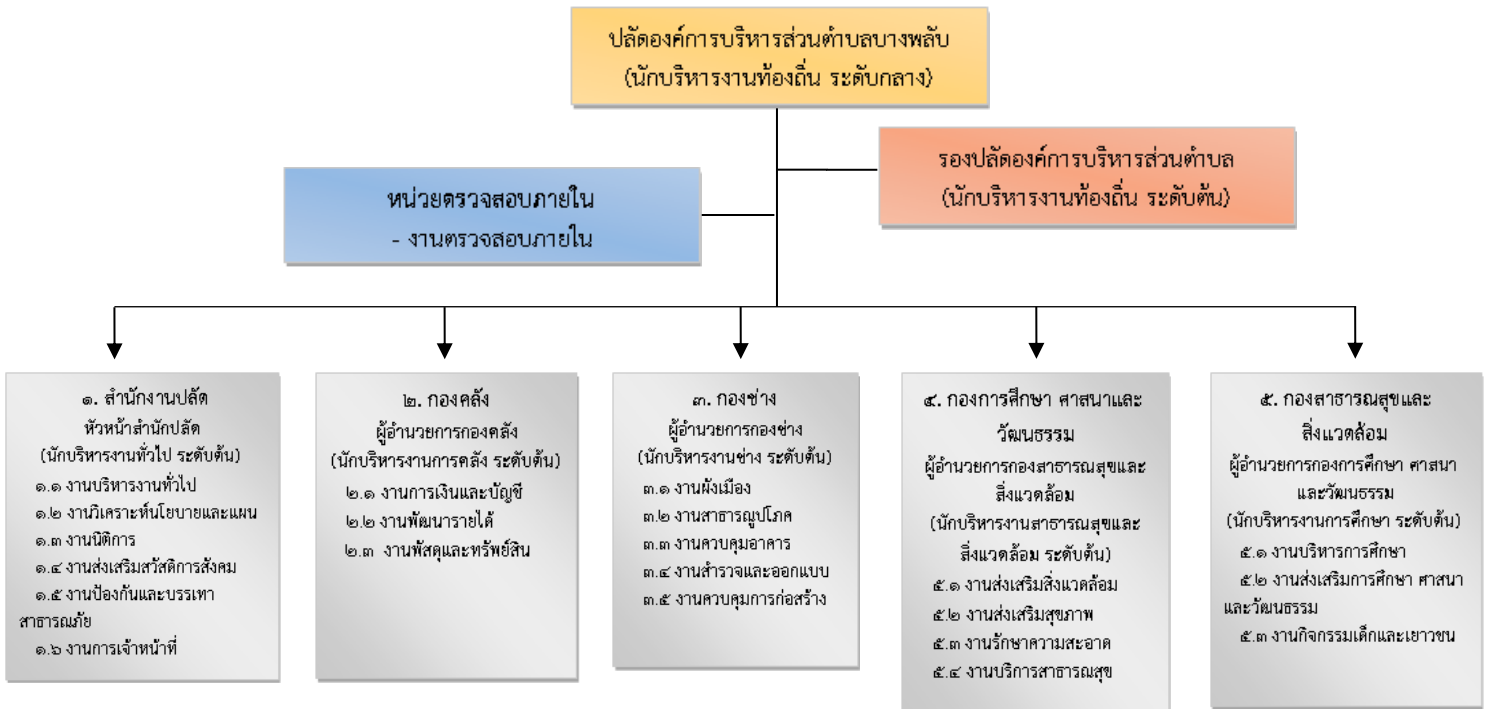 ปลัดองค์การบริหารส่วนตำบลบางพลับ
(นักบริหารงานท้องถิ่น ระดับกลาง)
รองปลัดองค์การบริหารส่วนตำบล
(นักบริหารงานท้องถิ่น ระดับต้น)
หน่วยตรวจสอบภายใน
- งานตรวจสอบภายใน
๑. สำนักงานปลัด
หัวหน้าสำนักปลัด
(นักบริหารงานทั่วไป ระดับต้น)
๑.๑ งานบริหารงานทั่วไป
๑.๒ งานวิเคราะห์นโยบายและแผน
๑.๓ งานนิติการ
๑.๔ งานส่งเสริมสวัสดิการสังคม
๑.๕ งานป้องกันและบรรเทา
สาธารณภัย
๑.๖ งานการเจ้าหน้าที่
๒. กองคลัง
ผู้อำนวยการกองคลัง
(นักบริหารงานการคลัง ระดับต้น)
๒.๑ งานการเงินและบัญชี
๒.๒ งานพัฒนารายได้
๒.๓ งานพัสดุและทรัพย์สิน
๓. กองช่าง
ผู้อำนวยการกองช่าง
(นักบริหารงานช่าง ระดับต้น)
๓.๑ งานผังเมือง
๓.๒ งานสาธารณูปโภค
๓.๓ งานควบคุมอาคาร
๓.๔ งานสำรวจและออกแบบ
๓.๕ งานควบคุมการก่อสร้าง
๔. กองการศึกษา ศาสนาและ
วัฒนธรรม
ผู้อำนวยการกองสาธารณสุขและ
สิ่งแวดล้อม
(นักบริหารงานสาธารณสุขและ
สิ่งแวดล้อม ระดับต้น)
๕.๑ งานส่งเสริมสิ่งแวดล้อม
๕.๒ งานส่งเสริมสุขภาพ
๕.๓ งานรักษาความสะอาด
๕.๔ งานบริการสาธารณสุข
๕. กองสาธารณสุขและ
สิ่งแวดล้อม
ผู้อำนวยการกองการศึกษา ศาสนา
และวัฒนธรรม
(นักบริหารงานการศึกษา ระดับต้น)
๕.๑ งานบริหารการศึกษา
๕.๒ งานส่งเสริมการศึกษา ศาสนา
และวัฒนธรรม
๕.๓ งานกิจกรรมเด็กและเยาวชน